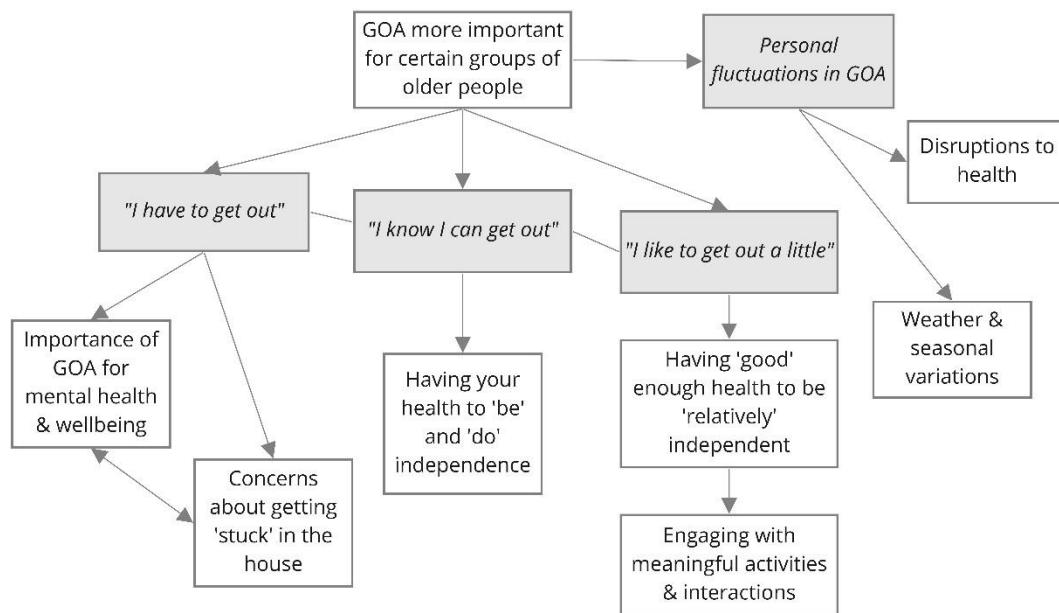 GOA more important
for certain groups of
older people
Personal
fluctuations in GOA
Disruptions to
health
"I have to get out"
"I know I can get out"
"I like to get out a little"
Importance of
GOA for
mental health
& wellbeing
Having your
health to 'be'
and 'do'
independence
Having 'good'
enough health to be
'relatively'
independent
Weather &
seasonal
variations
Concerns
about getting
'stuck' in the
house
Engaging with
meaningful activities
& interactions